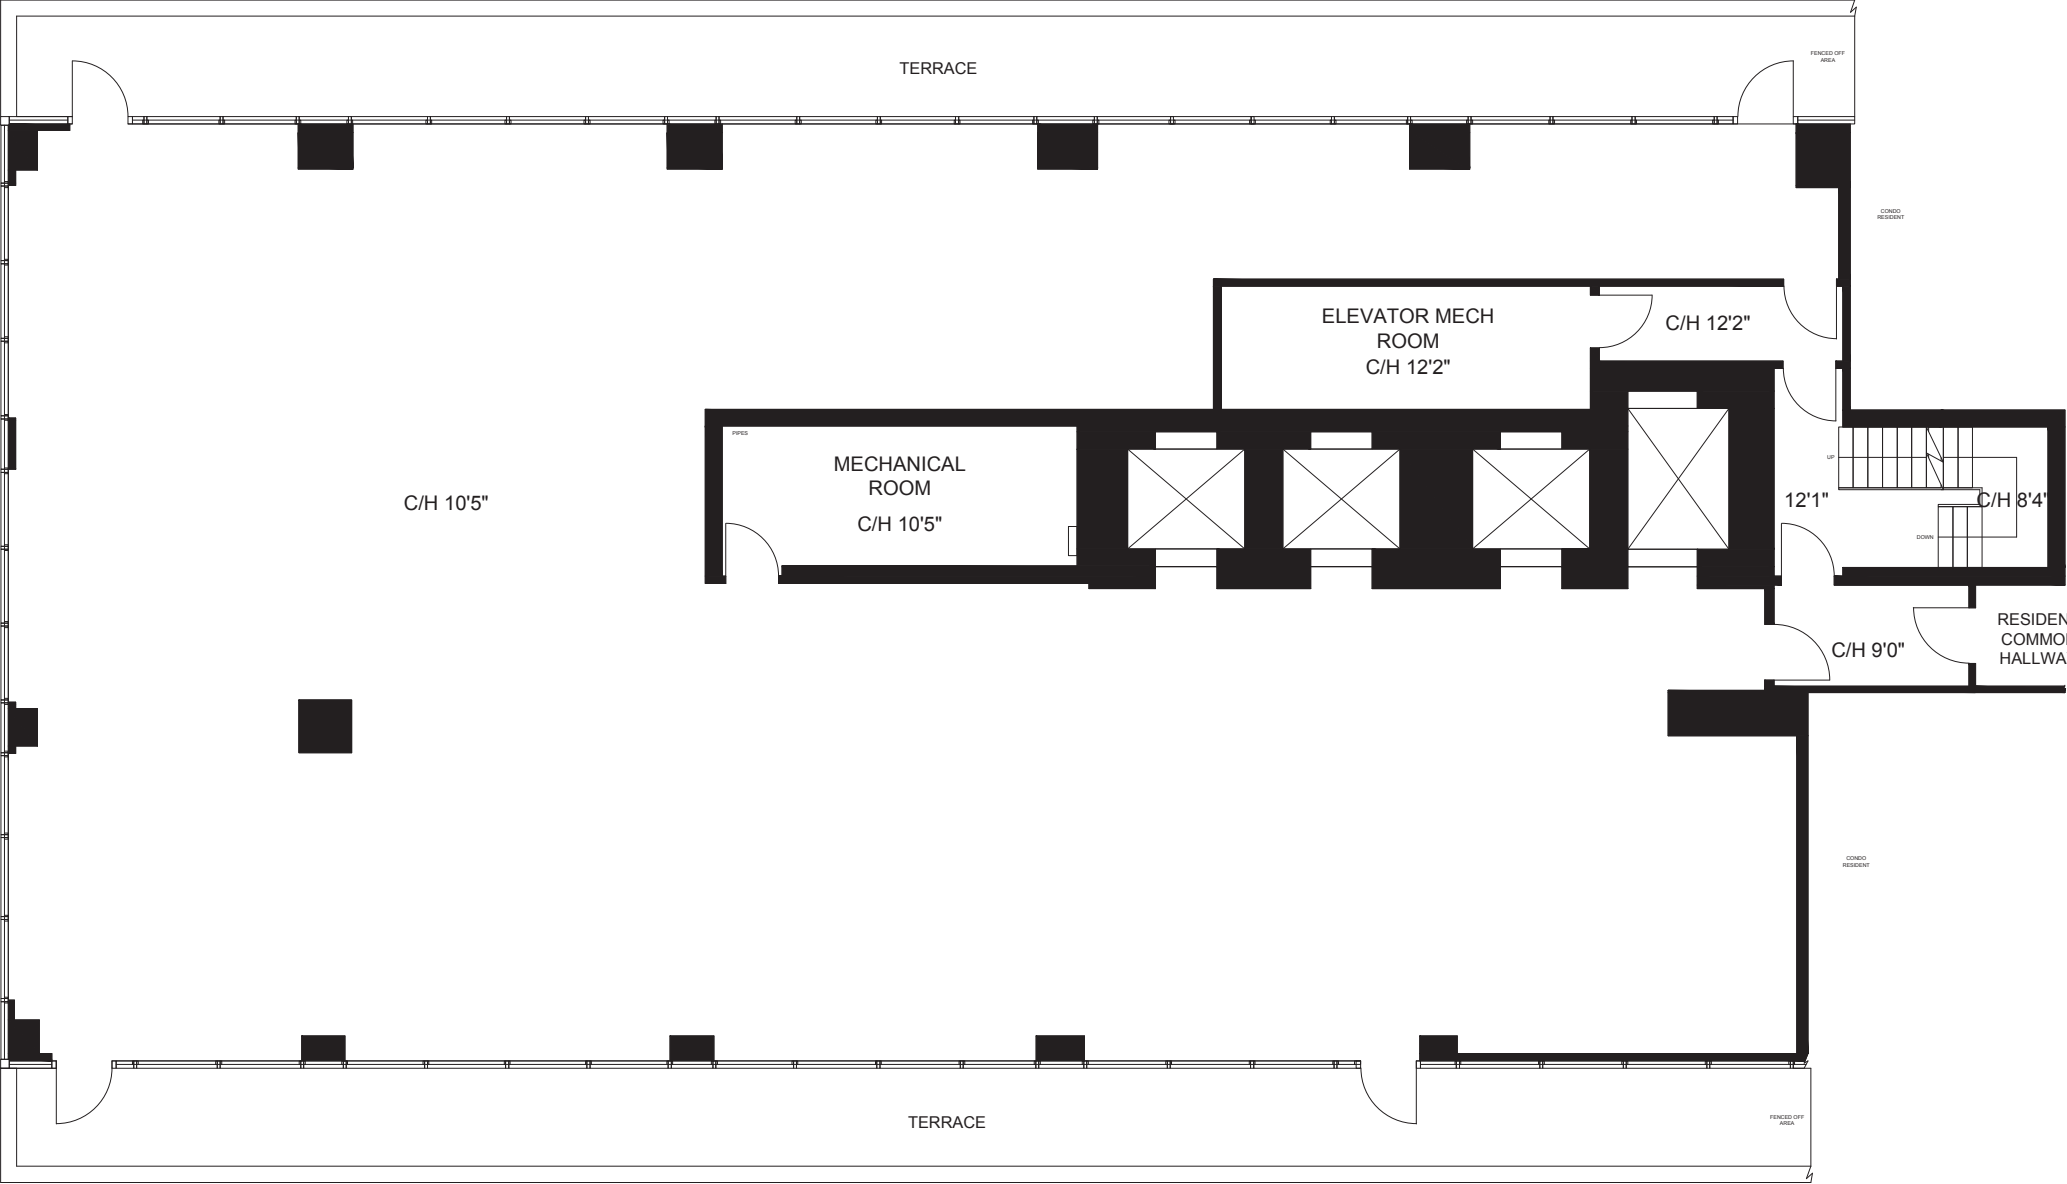 TERRACE
FENCED OFF
AREA
CONDO
RESIDENT
ELEVATOR MECH
ROOM
C/H 12'2"
C/H 12'2"
PIPES
MECHANICAL
ROOM
C/H 10'5"
C/H 10'5"
UP
12'1"
C/H 8'4"
DOWN
RESIDEN
COMMO
HALLWA
C/H 9'0"
CONDO
RESIDENT
TERRACE
FENCED OFF
AREA